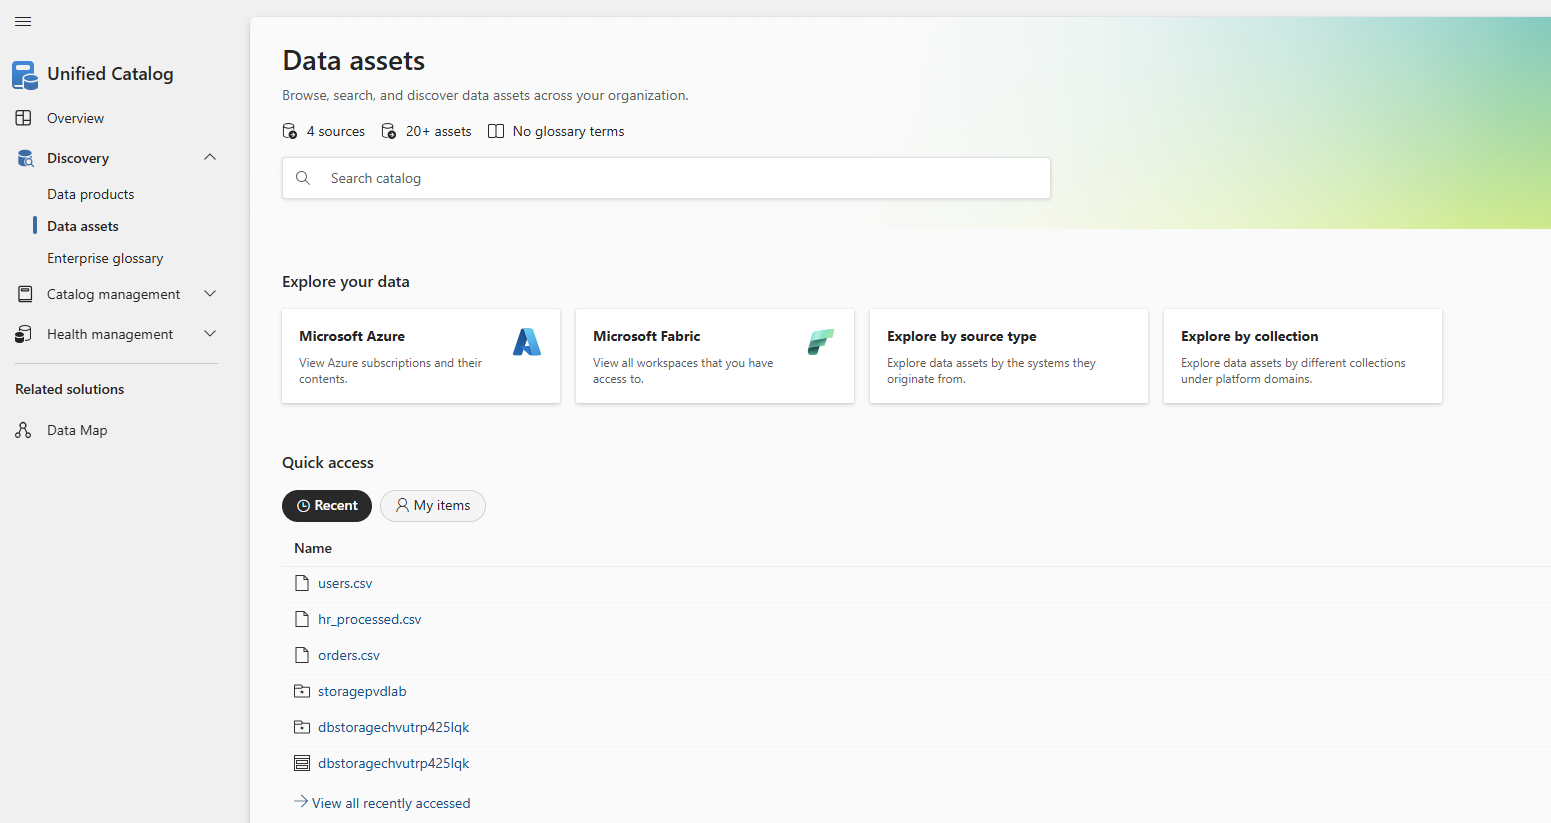 Unified Catalog
Overview
Discovery
Data products
Data assets
Enterprise glossary
Catalog management
Health management
Related solutions
Data Map
Data assets
Browse, search, and discover data assets across your organization.
4 sources 20+ assets No glossary terms
Search catalog
Explore your data
Microsoft Azure
View Azure subscriptions and their
contents.
Microsoft Fabric
View all workspaces that you have
access to.
Explore by source type
Explore data assets by the systems they
originate from.
Explore by collection
Explore data assets by different collections
under platform domains.
Quick access
Recent My items
Name
users.csv
hr_processed.csv
orders.csv
storagepvdlab
dbstoragechvutrp425lqk
dbstoragechvutrp425lqk
View all recently accessed